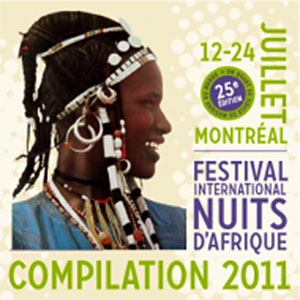 12-24
JUILLET
25e
ÉDITION
MONTRÉAL
FESTIVAL
INTERNATIONAL
NUITS
D'AFRIQUE
COMPILATION 2011